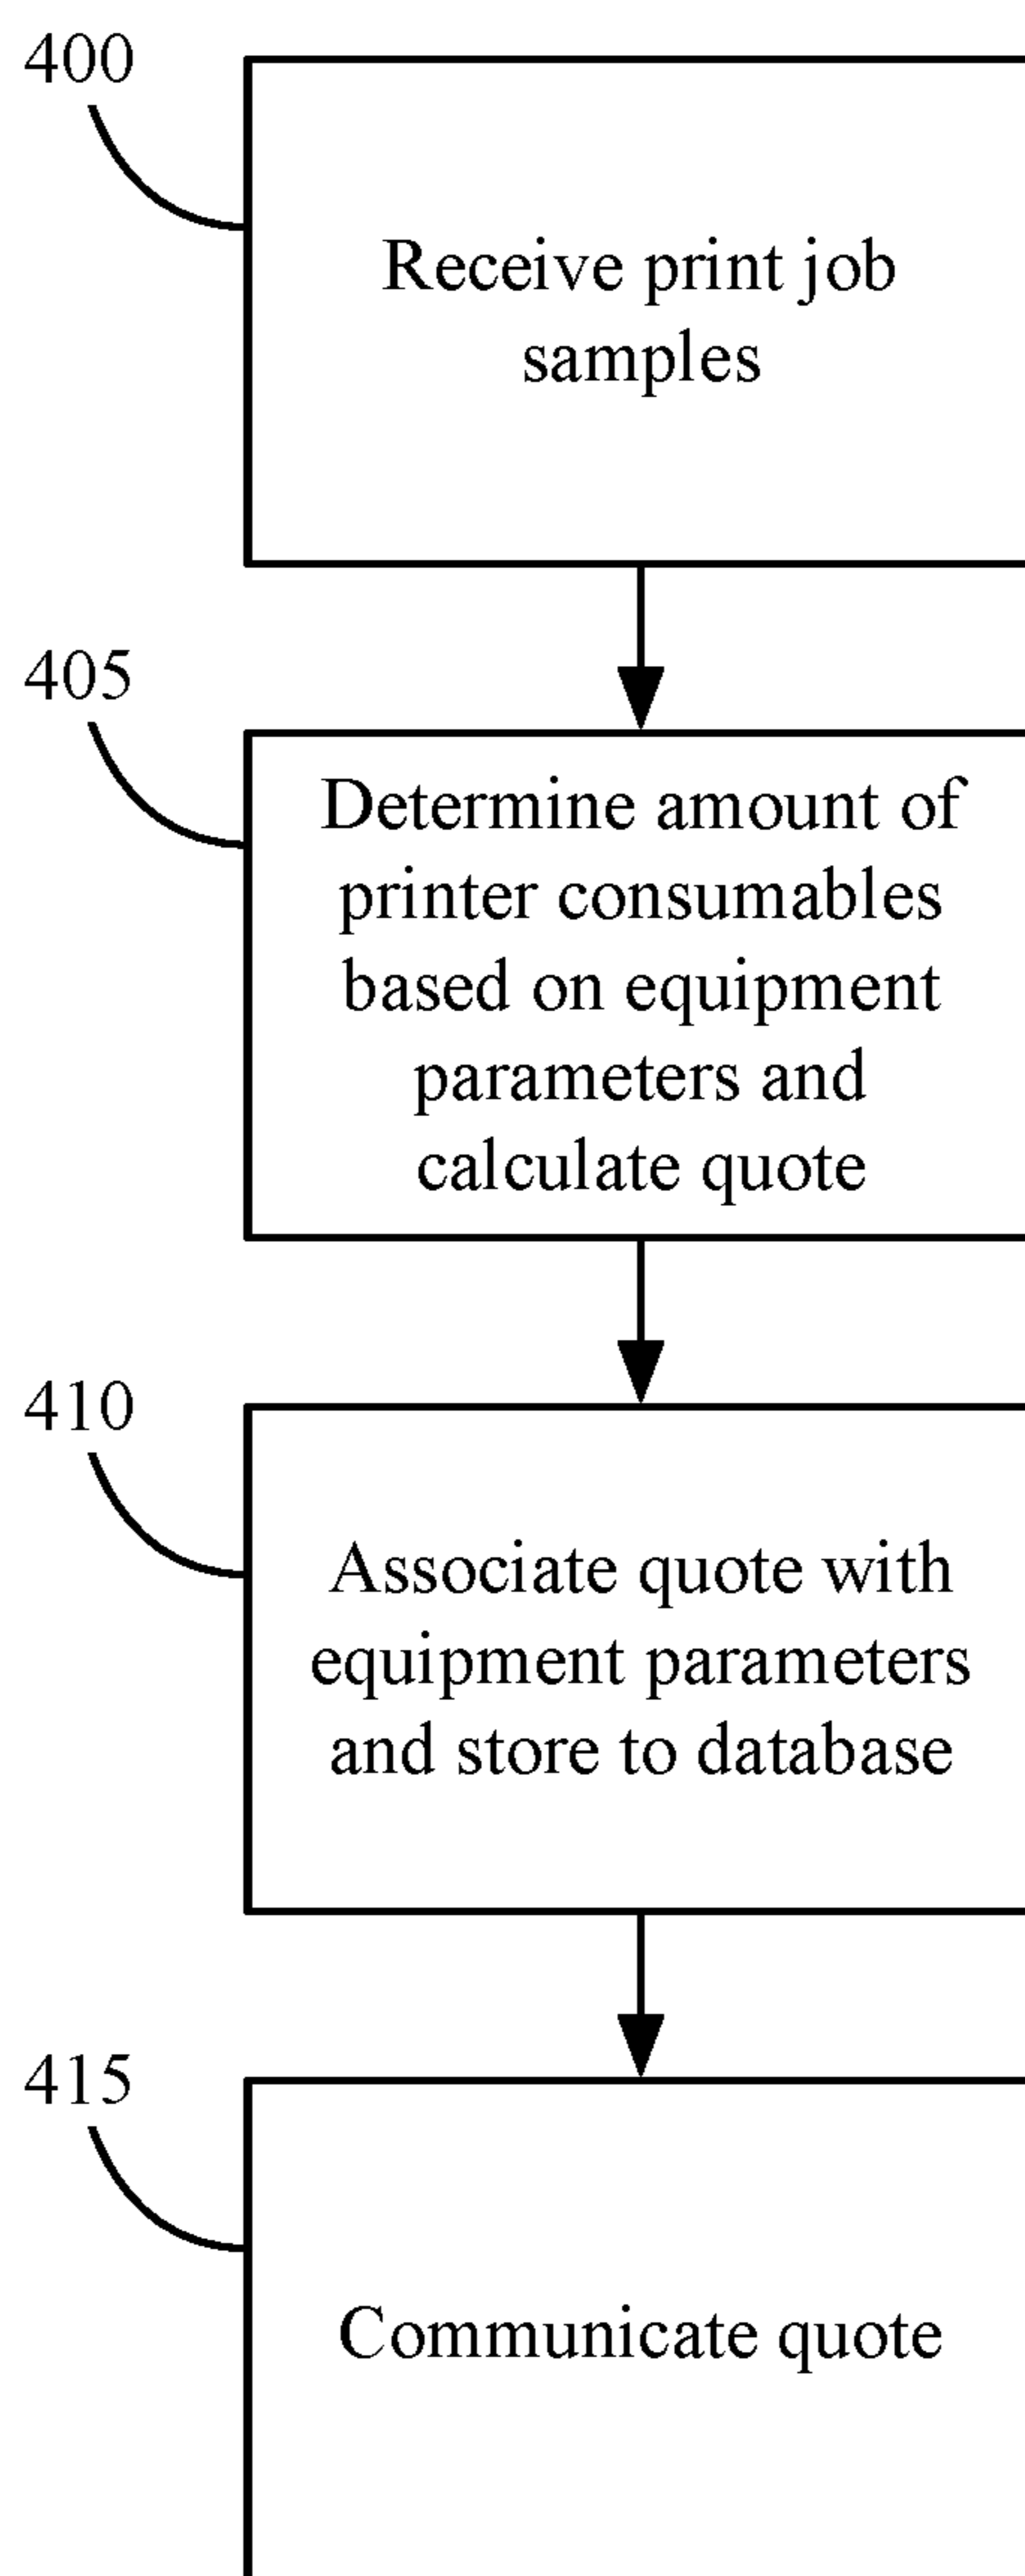 400
Receive print job
samples
405
Determine amount of
printer consumables
based on equipment
parameters and
calculate quote
410
Associate quote with
equipment parameters
and store to database
415
Communicate quote